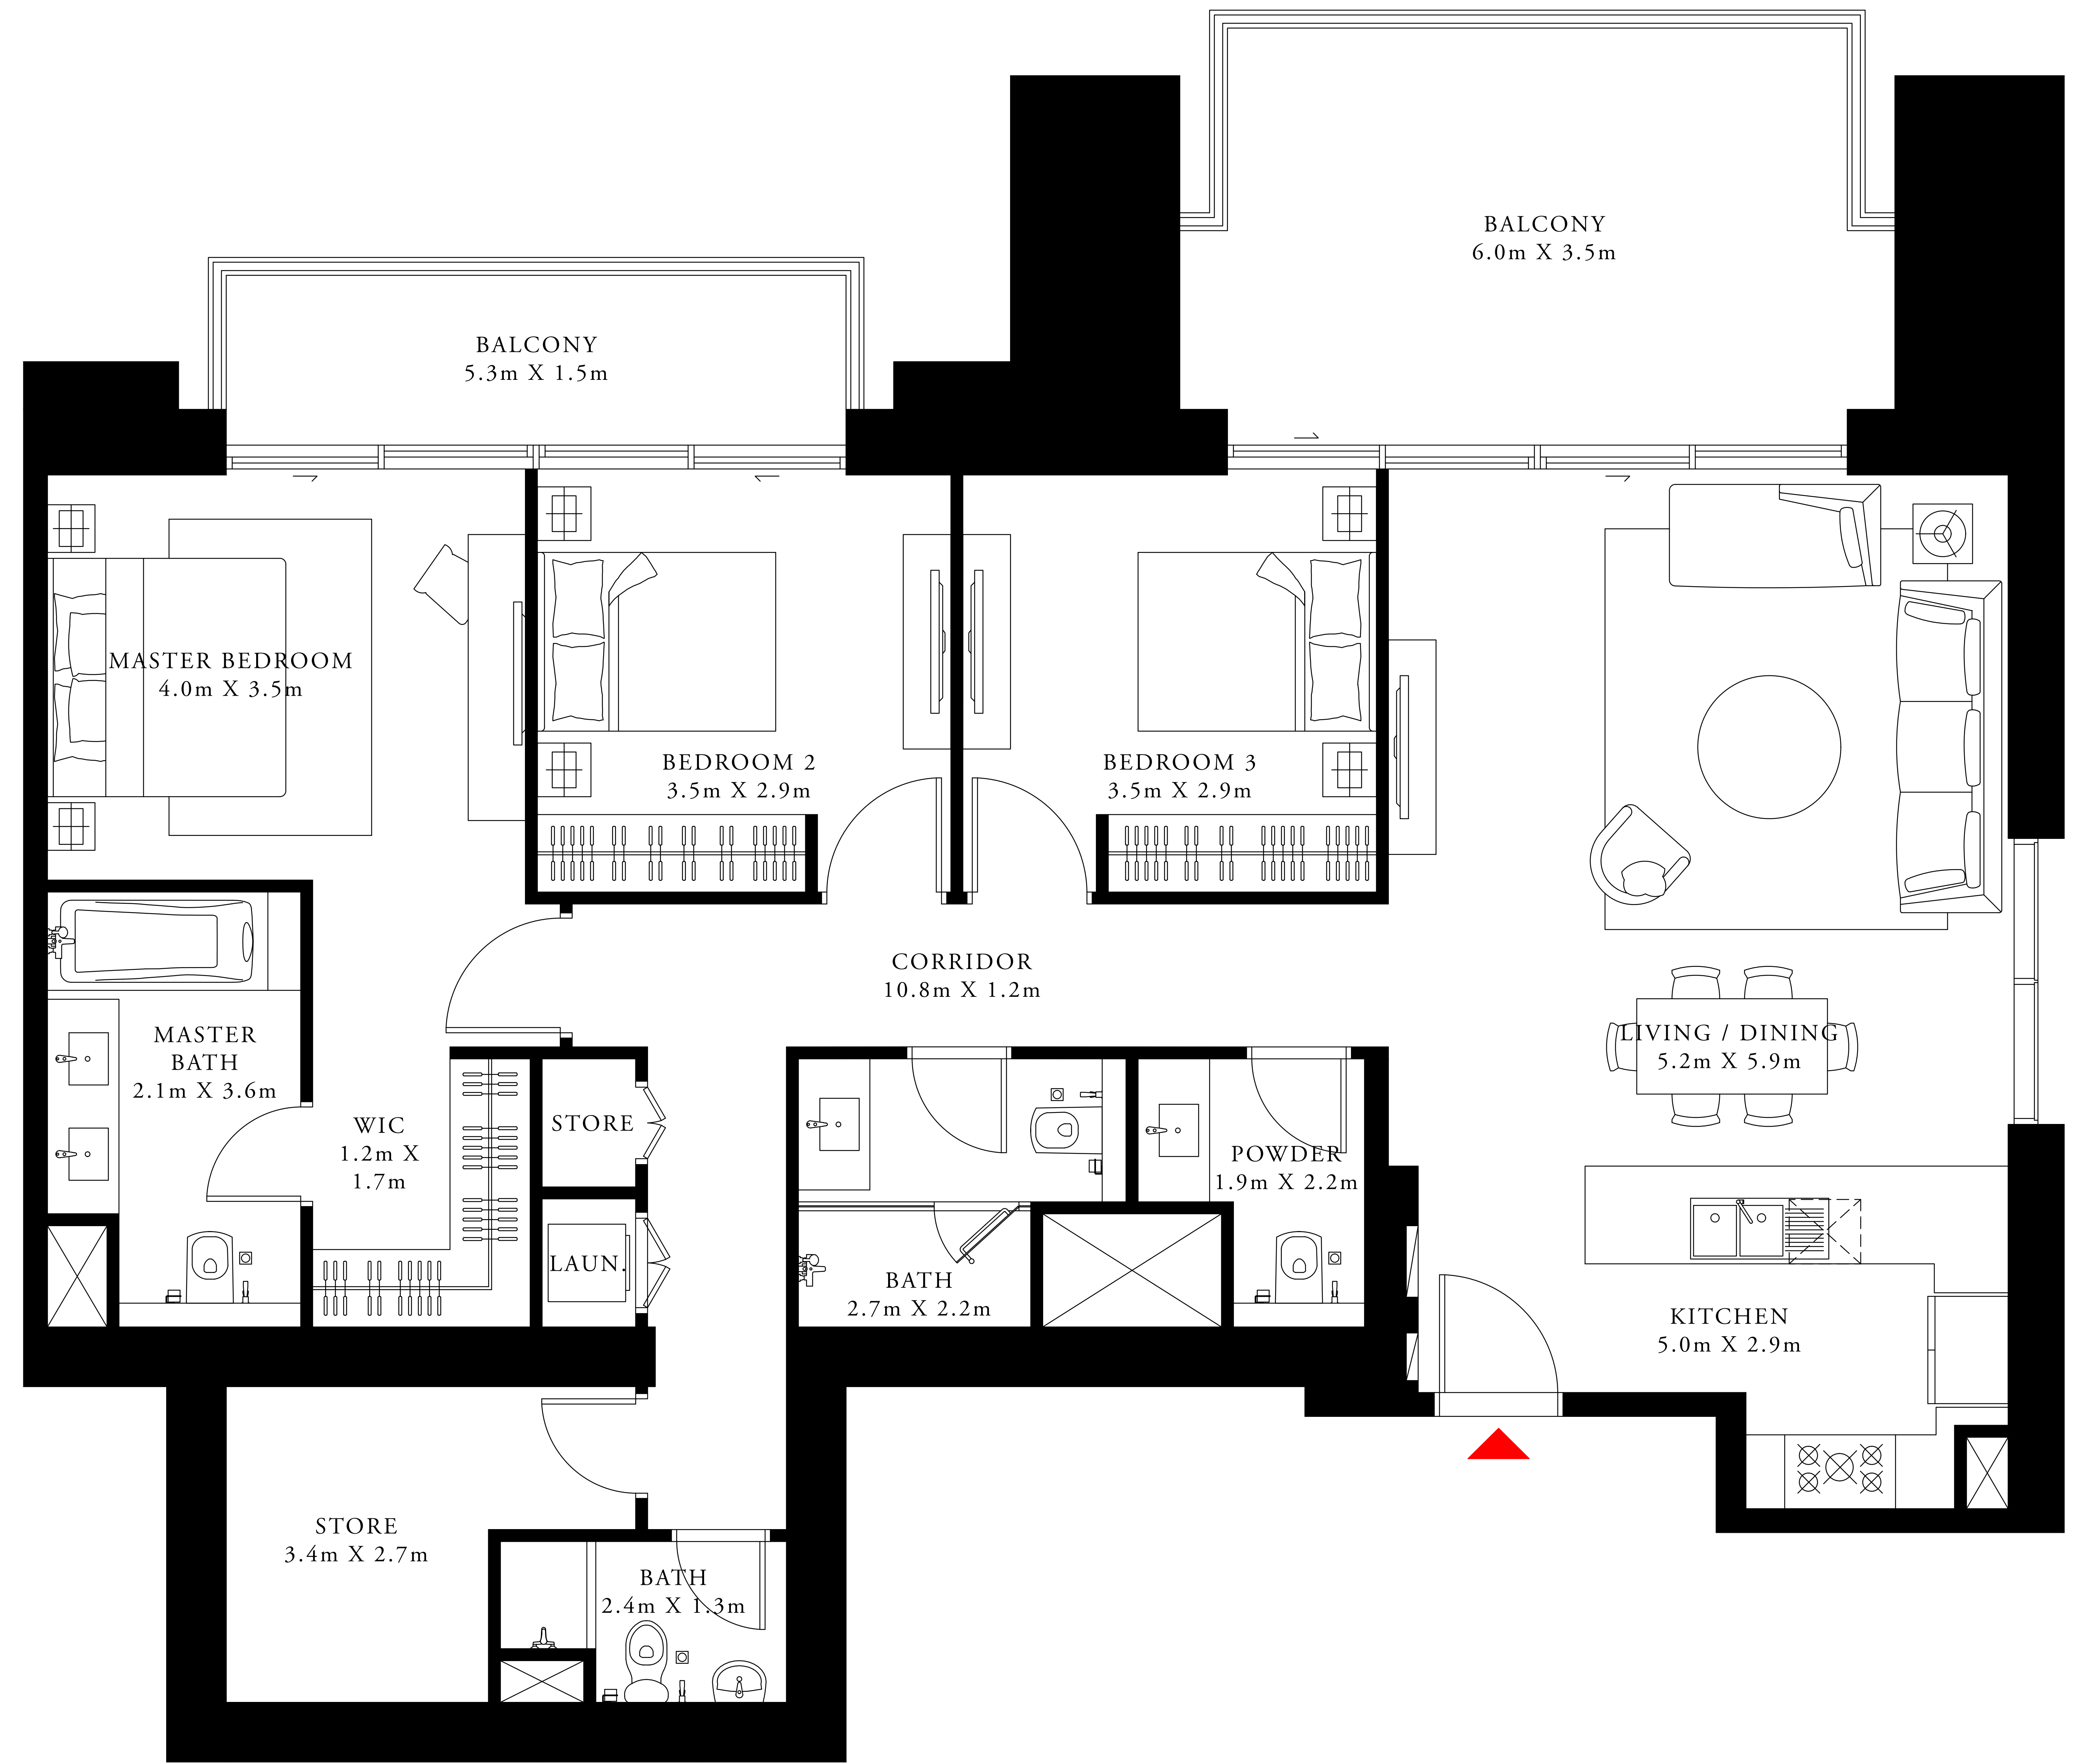 BALCONY
6.0m X 3.5m
BALCONY
5.3m X 1.5m
MASTER BEDROOM
4.0m X 3.5m
BEDROOM 2
3.5m X 2.9m
BEDROOM 3
3.5m X 2.9m
CORRIDOR
10.8m X 1.2m
LIVING / DINING
5.2m X 5.9m
MASTER
BATH
2.1m X 3.6m
WIC
1.2m X
1.7m
STORE
LAUN.
POWDER
1.9m X 2.2m
BATH
2.7m X 2.2m
KITCHEN
5.0m X 2.9m
STORE
3.4m X 2.7m
BATH
2.4m X 1.3m